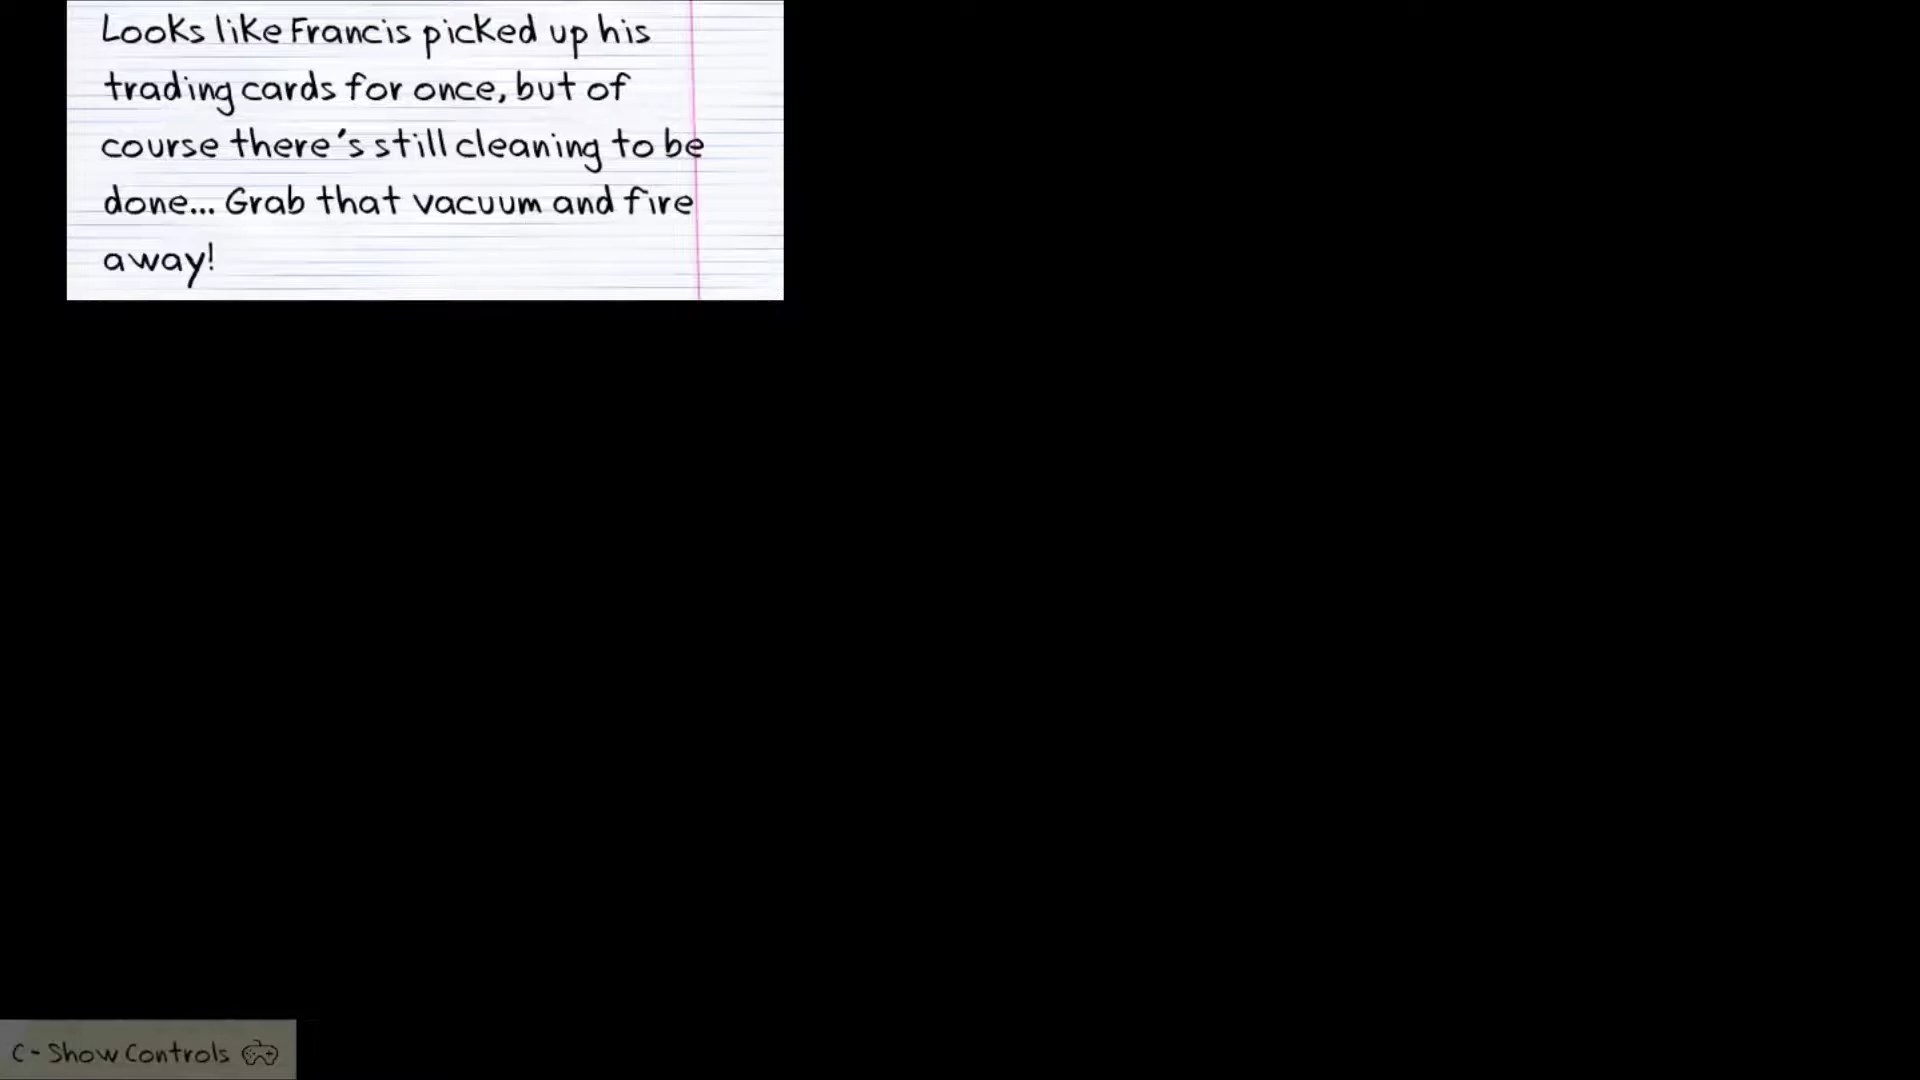 Looks like Francis picked up his
trading cards for once, but of
course there's still cleaning to be
done... Grab that vacuum and fire
away!
C - Show Controls